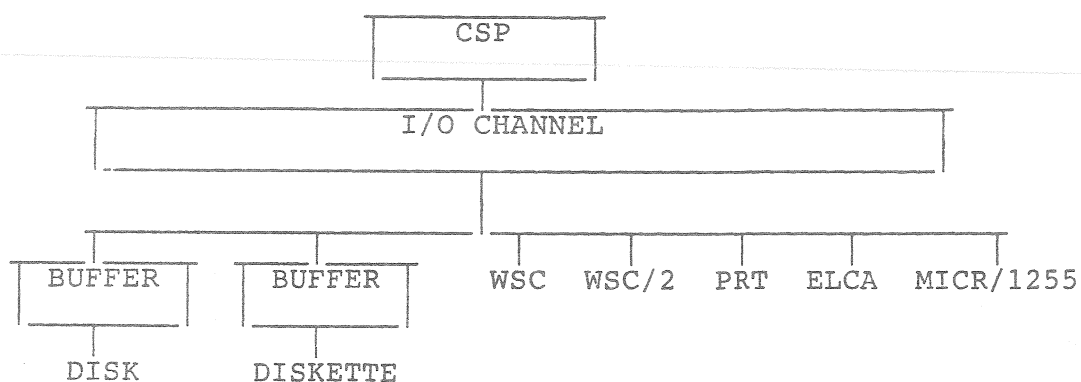 CSP
I/O CHANNEL
BUFFER BUFFER WSC WSC/2 PRT ELCA MICR/1255
DISK DISKETTE